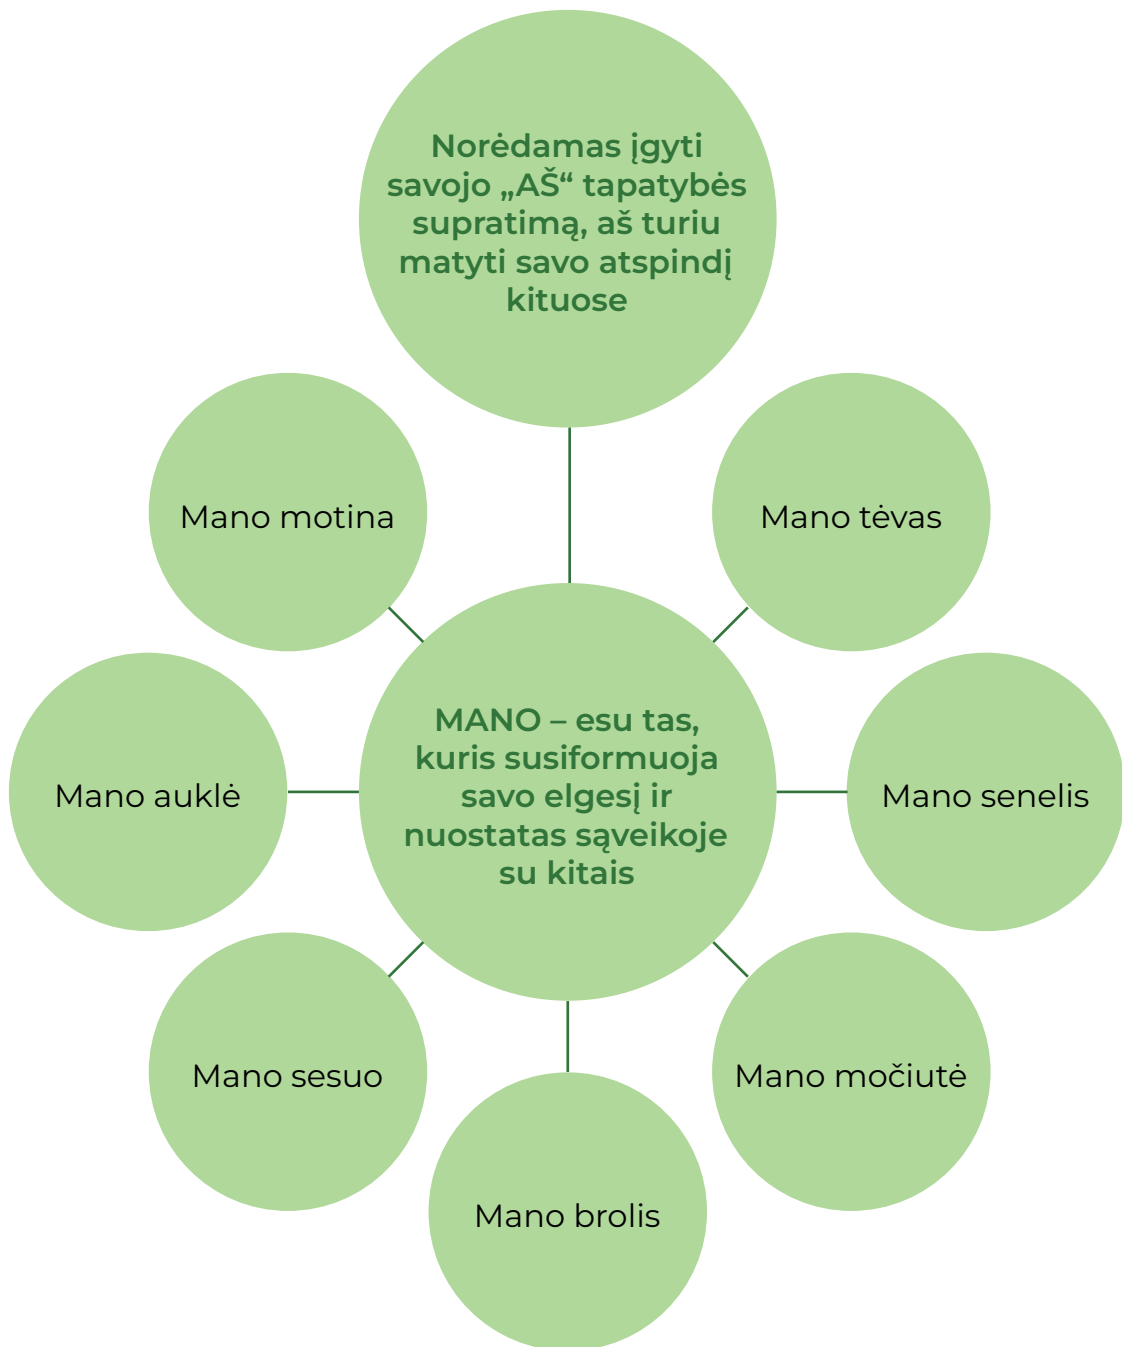 Norėdamas įgyti
savojo „AŠ“ tapatybės
supratimą, aš turiu
matyti savo atspindį
kituose
Mano motina
Mano tėvas
MANO – esu tas,
kuris susiformuoja
savo elgesį ir
nuostatas sąveikoje
su kitais
Mano auklė
Mano senelis
Mano sesuo
Mano močiutė
Mano brolis